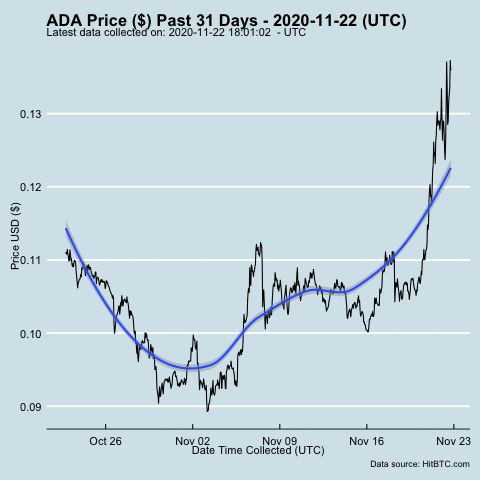 ADA Price ($) Past 31 Days - 2020-11-22 (UTC)
Latest data collected on: 2020-11-22 18:01:02 - UTC
0.13
0.12
0.11
0.10
0.09
Price USD ($)
Oct 26 Nov 02 Nov 09 Nov 16 Nov 23
Date Time Collected (UTC)
Data source: HitBTC.com